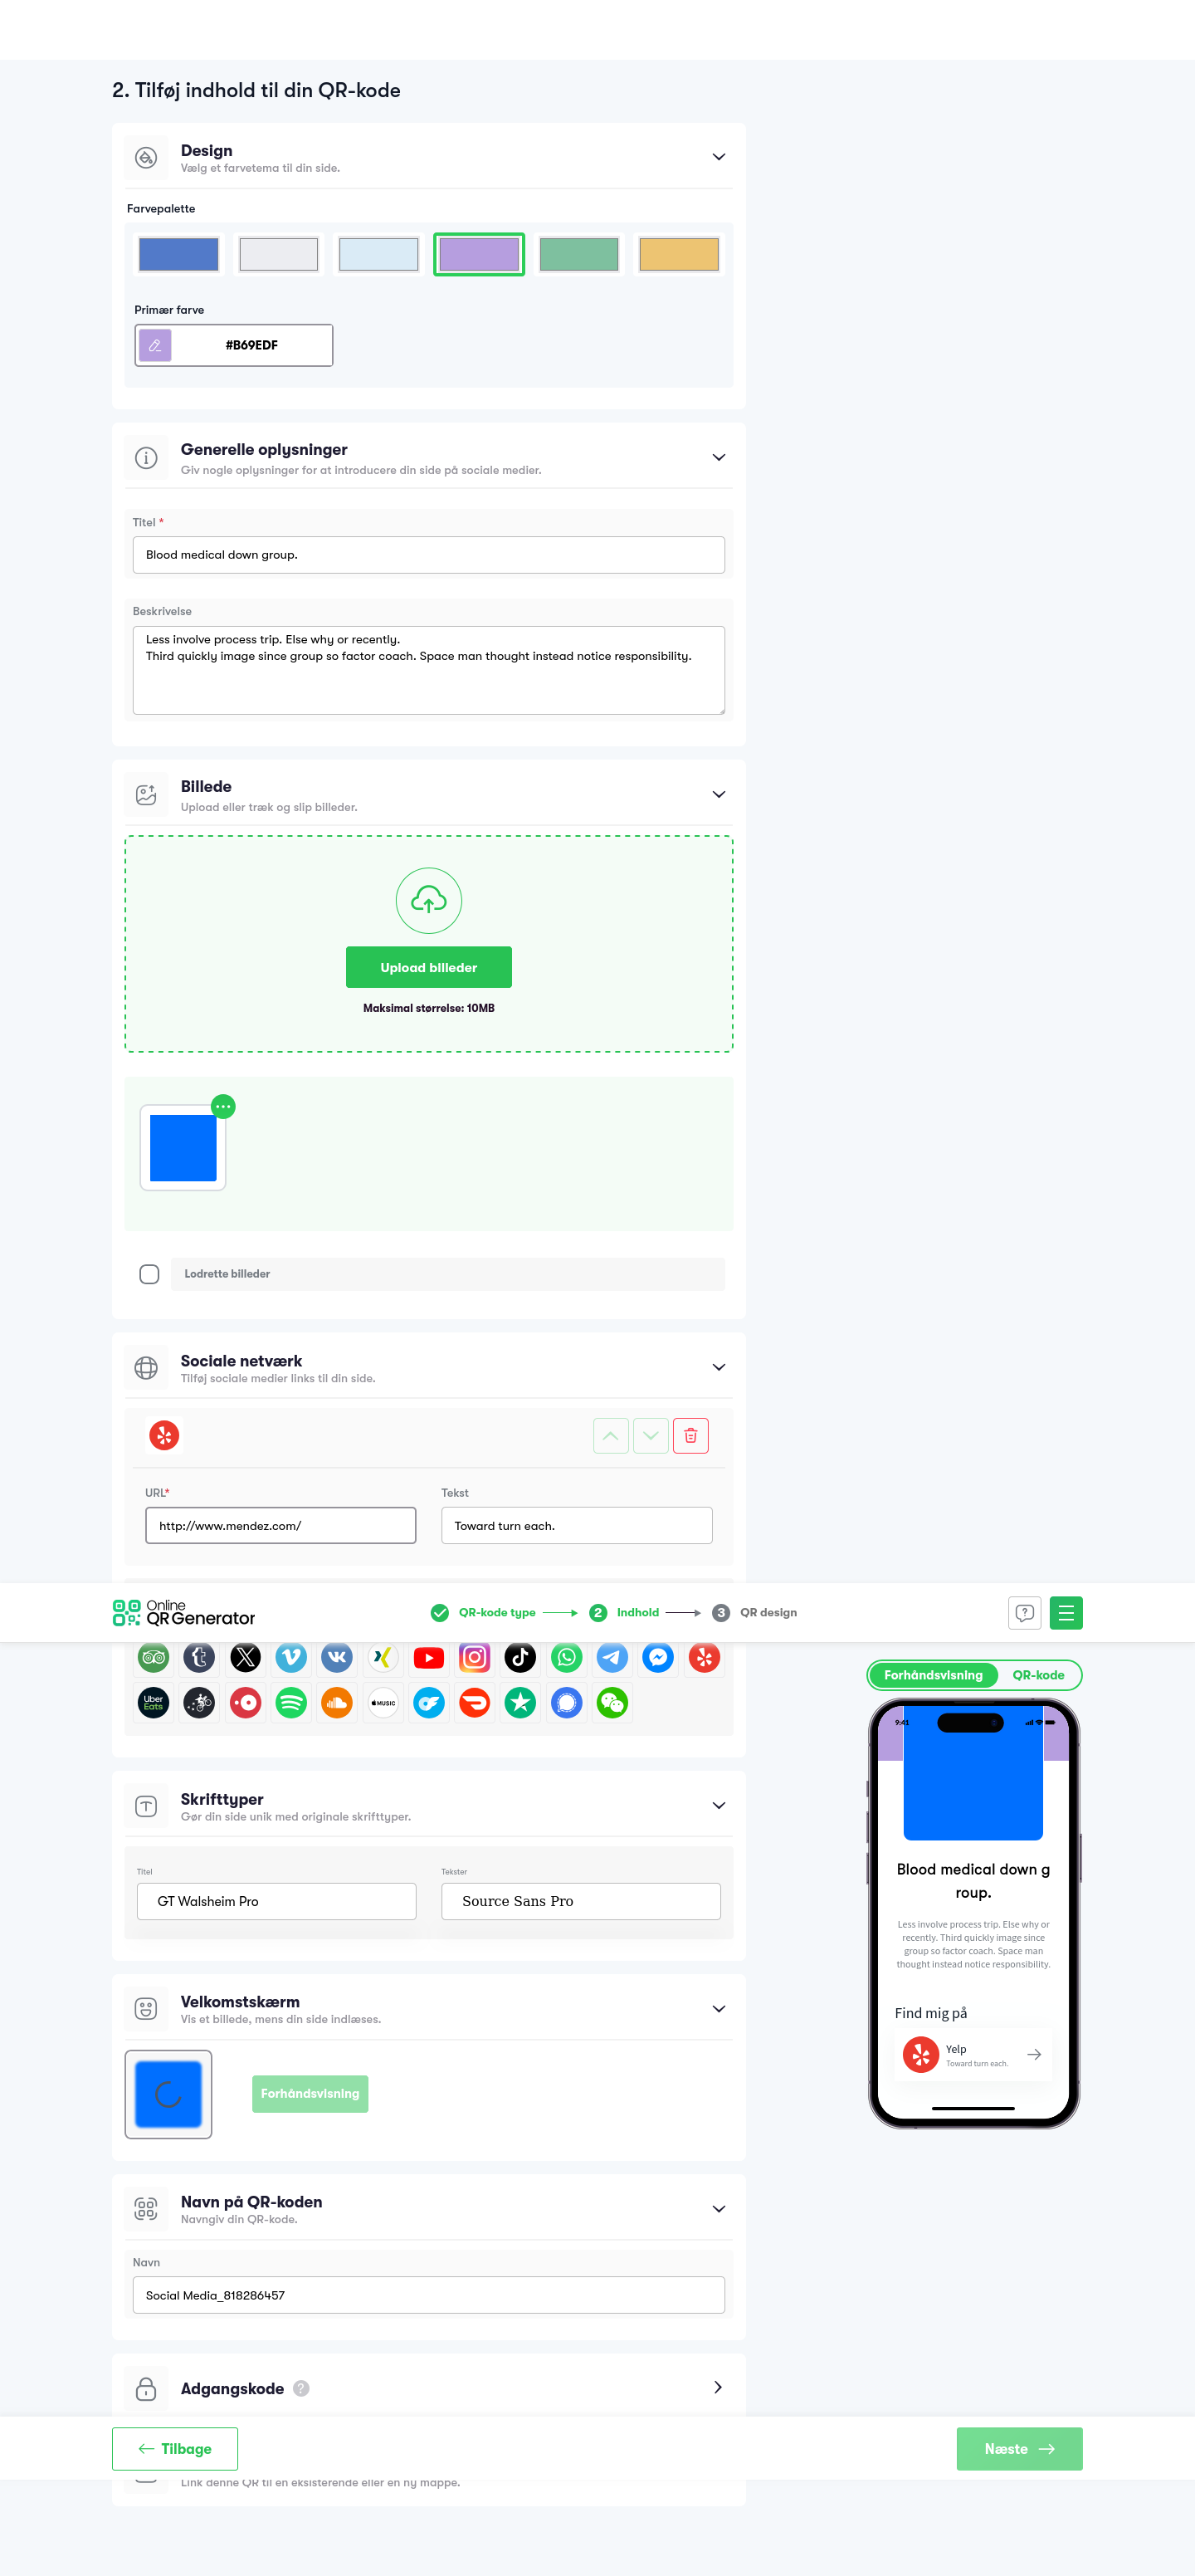 2. Tilføj indhold til din QR-kode
Design
Vælg et farvetema til din side.
Farvepalette
Primær farve
#B69EDF
Generelle oplysninger
Giv nogle oplysninger for at introducere din side på sociale medier.
Titel *
Blood medical down group.
Beskrivelse
Less involve process trip. Else why or recently.
Third quickly image since group so factor coach. Space man thought instead notice responsibility.
Billede
Upload eller træk og slip billeder.
Upload billeder
Maksimal størrelse: 10MB
Lodrette billeder
Sociale netværk
Tilføj sociale medier links til din side.
URL*
Tekst
http://www.mendez.com/
Toward turn each.
Online
QR Generator
QR-kode type
2
Indhold
3
QR design
Uber
Eats
MUSIC
Forhåndsvisning
QR-kode
9:41
Blood medical down g
roup.
Less involve process trip. Else why or
recently. Third quickly image since
group so factor coach. Space man
thought instead notice responsibility.
Find mig på
Yelp
Toward turn each.
Skrifttyper
Gør din side unik med originale skrifttyper.
Titel
Tekster
GT Walsheim Pro
Source Sans Pro
Velkomstskærm
Vis et billede, mens din side indlæses.
Forhåndsvisning
Navn på QR-koden
Navngiv din QR-kode.
Navn
Social Media_818286457
Adgangskode ?
Tilbage
Næste
Link denne QR til en eksisterende eller en ny mappe.